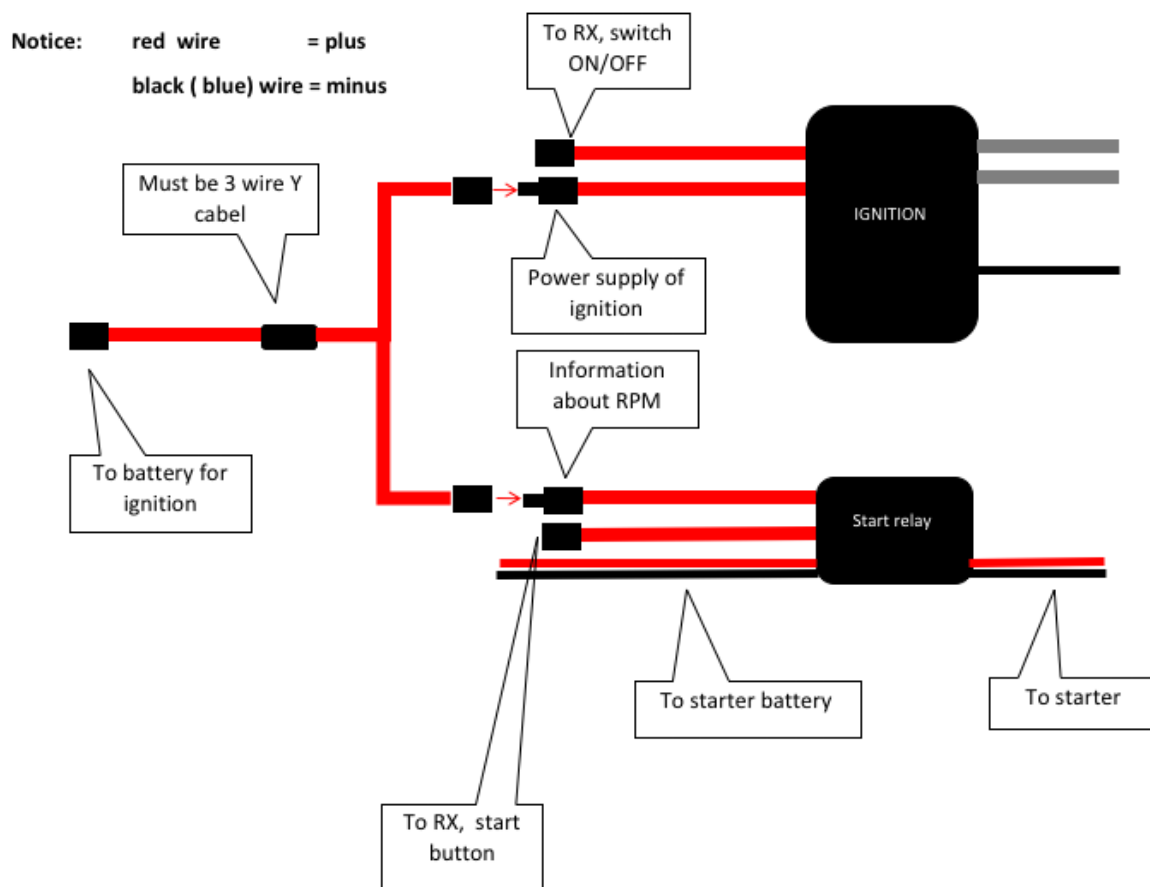 Notice: red wire = plus
black ( blue) wire = minus
To RX, switch
ON/OFF
Must be 3 wire Y
cabel
IGNITION
Power supply of
ignition
Information
about RPM
To battery for
ignition
Start relay
To starter battery
To starter
To RX, start
button